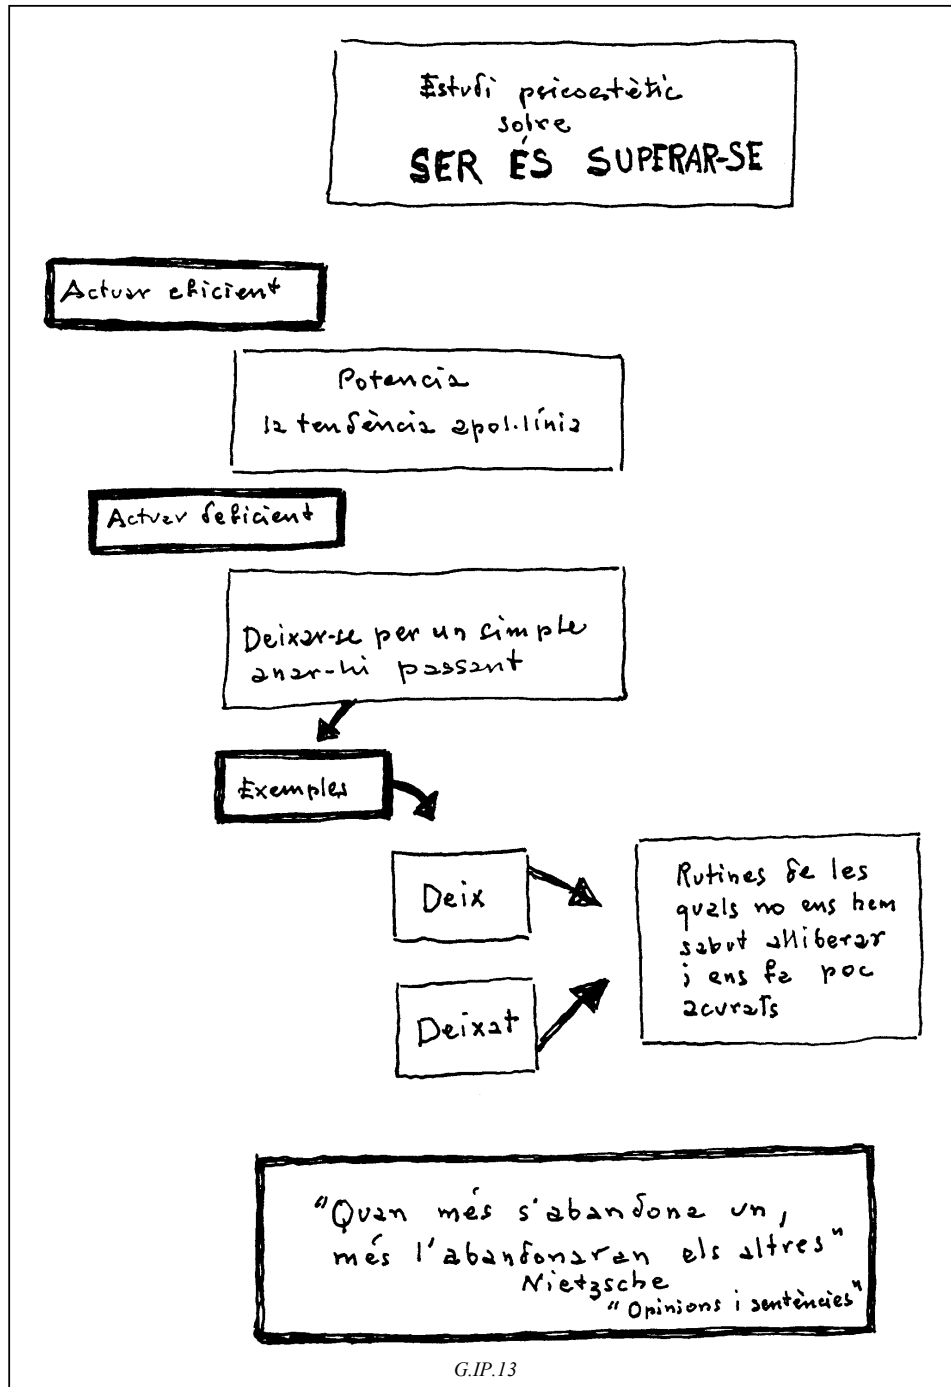 Estudi psicoestètic
sobre
SER ÉS SUPERAR-SE
Actuar eficient
Potencia
la tendència apol·línia
Actuar deficient
Deixar-se per un simple
anar-hi passant
Exemples
Deix
Deixat
Rutines de les
quals no ens hem
sabut alliberar
i ens fa poc
acurats
"Quan més s'abandona un,
més l'abandonaran els altres"
Nietzsche
"Opinions i sentències"
G.IP.13